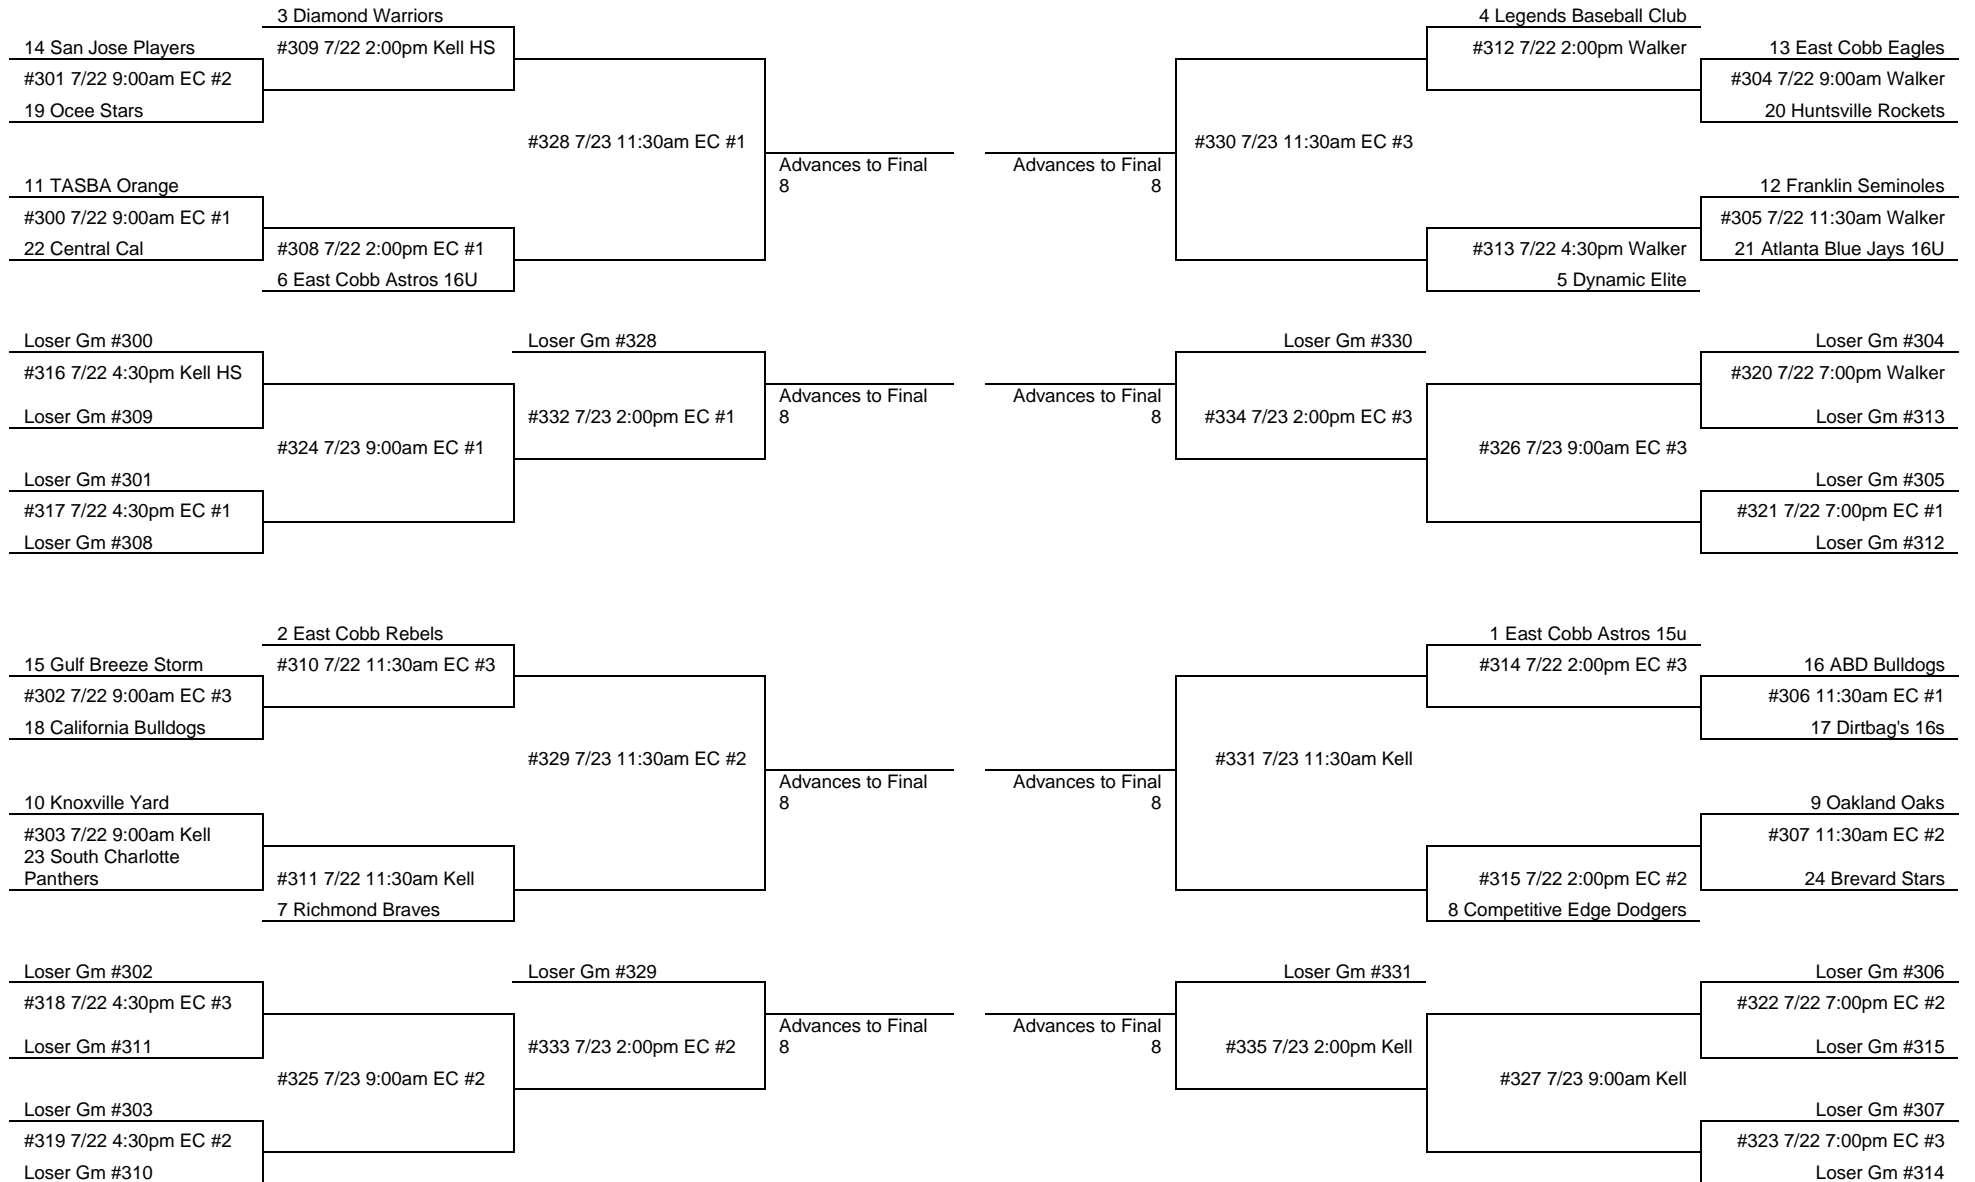 3 Diamond Warriors
14 San Jose Players
#309 7/22 2:00pm Kell HS
#301 7/22 9:00am EC #2
19 Ocee Stars
#328 7/23 11:30am EC #1
Advances to Final
8
11 TASBA Orange
#300 7/22 9:00am EC #1
22 Central Cal
#308 7/22 2:00pm EC #1
6 East Cobb Astros 16U
4 Legends Baseball Club
#312 7/22 2:00pm Walker
13 East Cobb Eagles
#304 7/22 9:00am Walker
20 Huntsville Rockets
#330 7/23 11:30am EC #3
Advances to Final
8
12 Franklin Seminoles
#305 7/22 11:30am Walker
21 Atlanta Blue Jays 16U
#313 7/22 4:30pm Walker
5 Dynamic Elite
Loser Gm #300
#316 7/22 4:30pm Kell HS
Loser Gm #309
#324 7/23 9:00am EC #1
Loser Gm #301
#317 7/22 4:30pm EC #1
Loser Gm #308
Loser Gm #328
#332 7/23 2:00pm EC #1
Advances to Final
8
Loser Gm #330
Advances to Final
8
#334 7/23 2:00pm EC #3
Loser Gm #304
#320 7/22 7:00pm Walker
Loser Gm #313
#326 7/23 9:00am EC #3
Loser Gm #305
#321 7/22 7:00pm EC #1
Loser Gm #312
2 East Cobb Rebels
15 Gulf Breeze Storm
#310 7/22 11:30am EC #3
#302 7/22 9:00am EC #3
18 California Bulldogs
#329 7/23 11:30am EC #2
Advances to Final
8
10 Knoxville Yard
#303 7/22 9:00am Kell
23 South Charlotte
Panthers
#311 7/22 11:30am Kell
7 Richmond Braves
1 East Cobb Astros 15u
#314 7/22 2:00pm EC #3
16 ABD Bulldogs
#306 11:30am EC #1
17 Dirtbag's 16s
#331 7/23 11:30am Kell
Advances to Final
8
9 Oakland Oaks
#307 11:30am EC #2
24 Brevard Stars
#315 7/22 2:00pm EC #2
8 Competitive Edge Dodgers
Loser Gm #302
#318 7/22 4:30pm EC #3
Loser Gm #311
#325 7/23 9:00am EC #2
Loser Gm #303
#319 7/22 4:30pm EC #2
Loser Gm #310
Loser Gm #329
#333 7/23 2:00pm EC #2
Advances to Final
8
Loser Gm #331
Advances to Final
8
#335 7/23 2:00pm Kell
Loser Gm #306
#322 7/22 7:00pm EC #2
Loser Gm #315
#327 7/23 9:00am Kell
Loser Gm #307
#323 7/22 7:00pm EC #3
Loser Gm #314